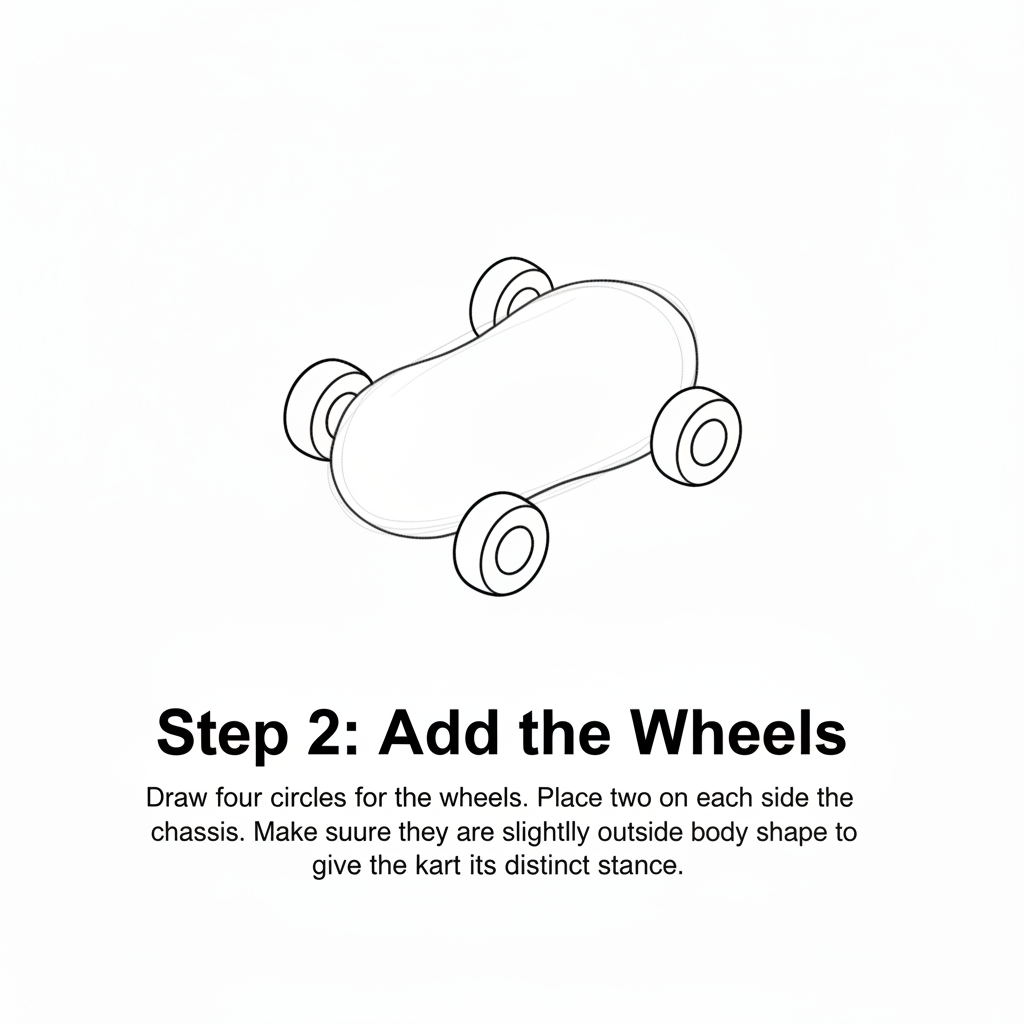 Step 2: Add the Wheels
Draw four circles for the wheels. Place two on each side the
chassis. Make suure they are slightlly outside body shape to
give the kart its distinct stance.